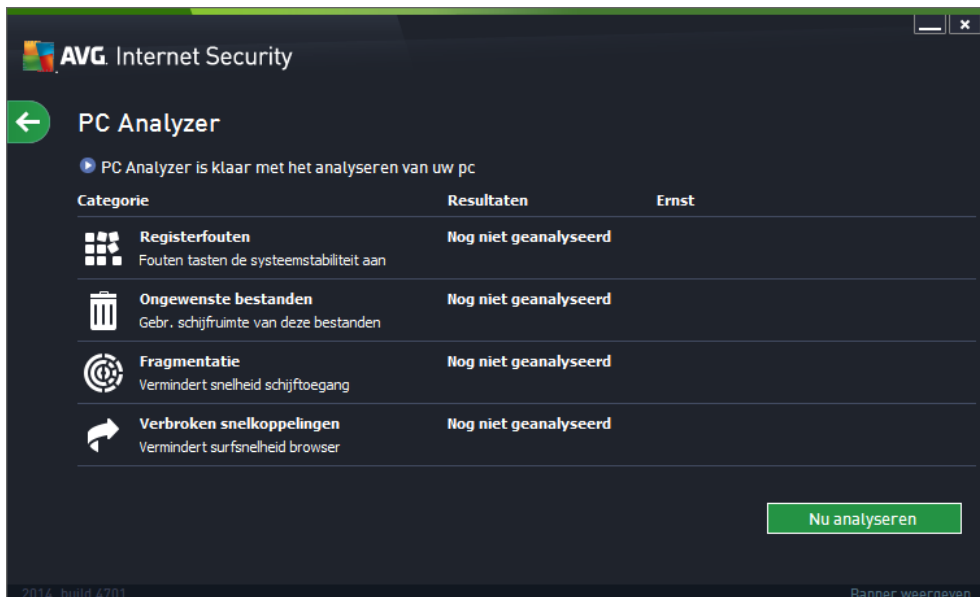 AVG. Internet Security
PC Analyzer
PC Analyzer is klaar met het analyseren van uw pc
Categorie Resultaten Ernst
Registerfouten Nog niet geanalyseerd
Fouten tasten de systeemstabiliteit aan
Ongewenste bestanden Nog niet geanalyseerd
Gebr. schijfruimte van deze bestanden
Fragmentatie Nog niet geanalyseerd
Vermindert snelheid schijftoegang
Verbroken snelkoppelingen Nog niet geanalyseerd
Vermindert surfsnelheid browser
Nu analyseren
2014 build 4701 Banner weergeven